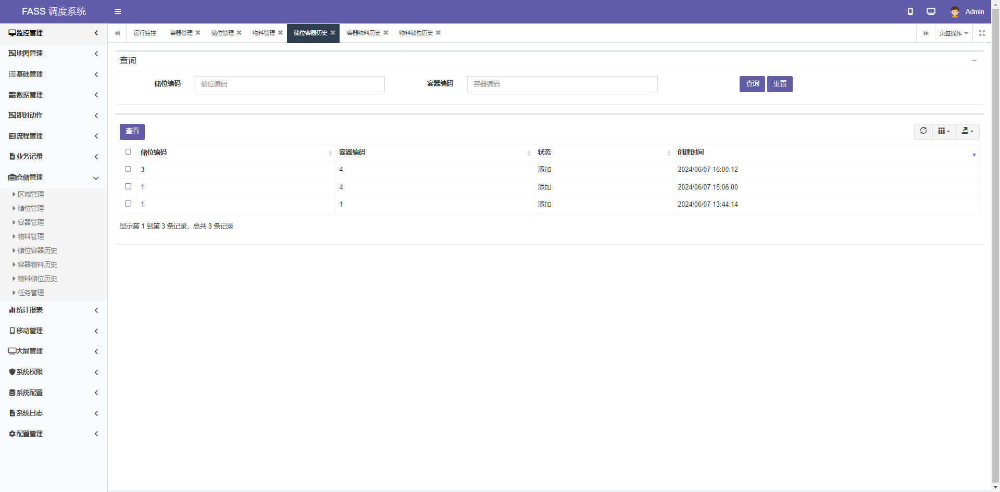 FASS 调度系统
Admin
监控管理
地图管理
基础管理
数据管理
即时动作
流程管理
业务记录
仓储管理
区域管理
储位管理
容器管理
物料管理
储位容器历史
容器物料历史
物料储位历史
任务管理
统计报表
移动管理
大屏管理
系统权限
系统配置
系统日志
配置管理
运行监控 容器管理 储位管理 物料管理 储位容器历史 容器物料历史 物料储位历史 页签操作
查询
储位编码 储位编码 容器编码 容器编码 查询 重置
查看
储位编码 容器编码 状态 创建时间
3 4 添加 2024/06/07 16:00:12
1 4 添加 2024/06/07 15:06:00
1 1 添加 2024/06/07 13:44:14
显示第 1 到第 3 条记录，总共 3 条记录